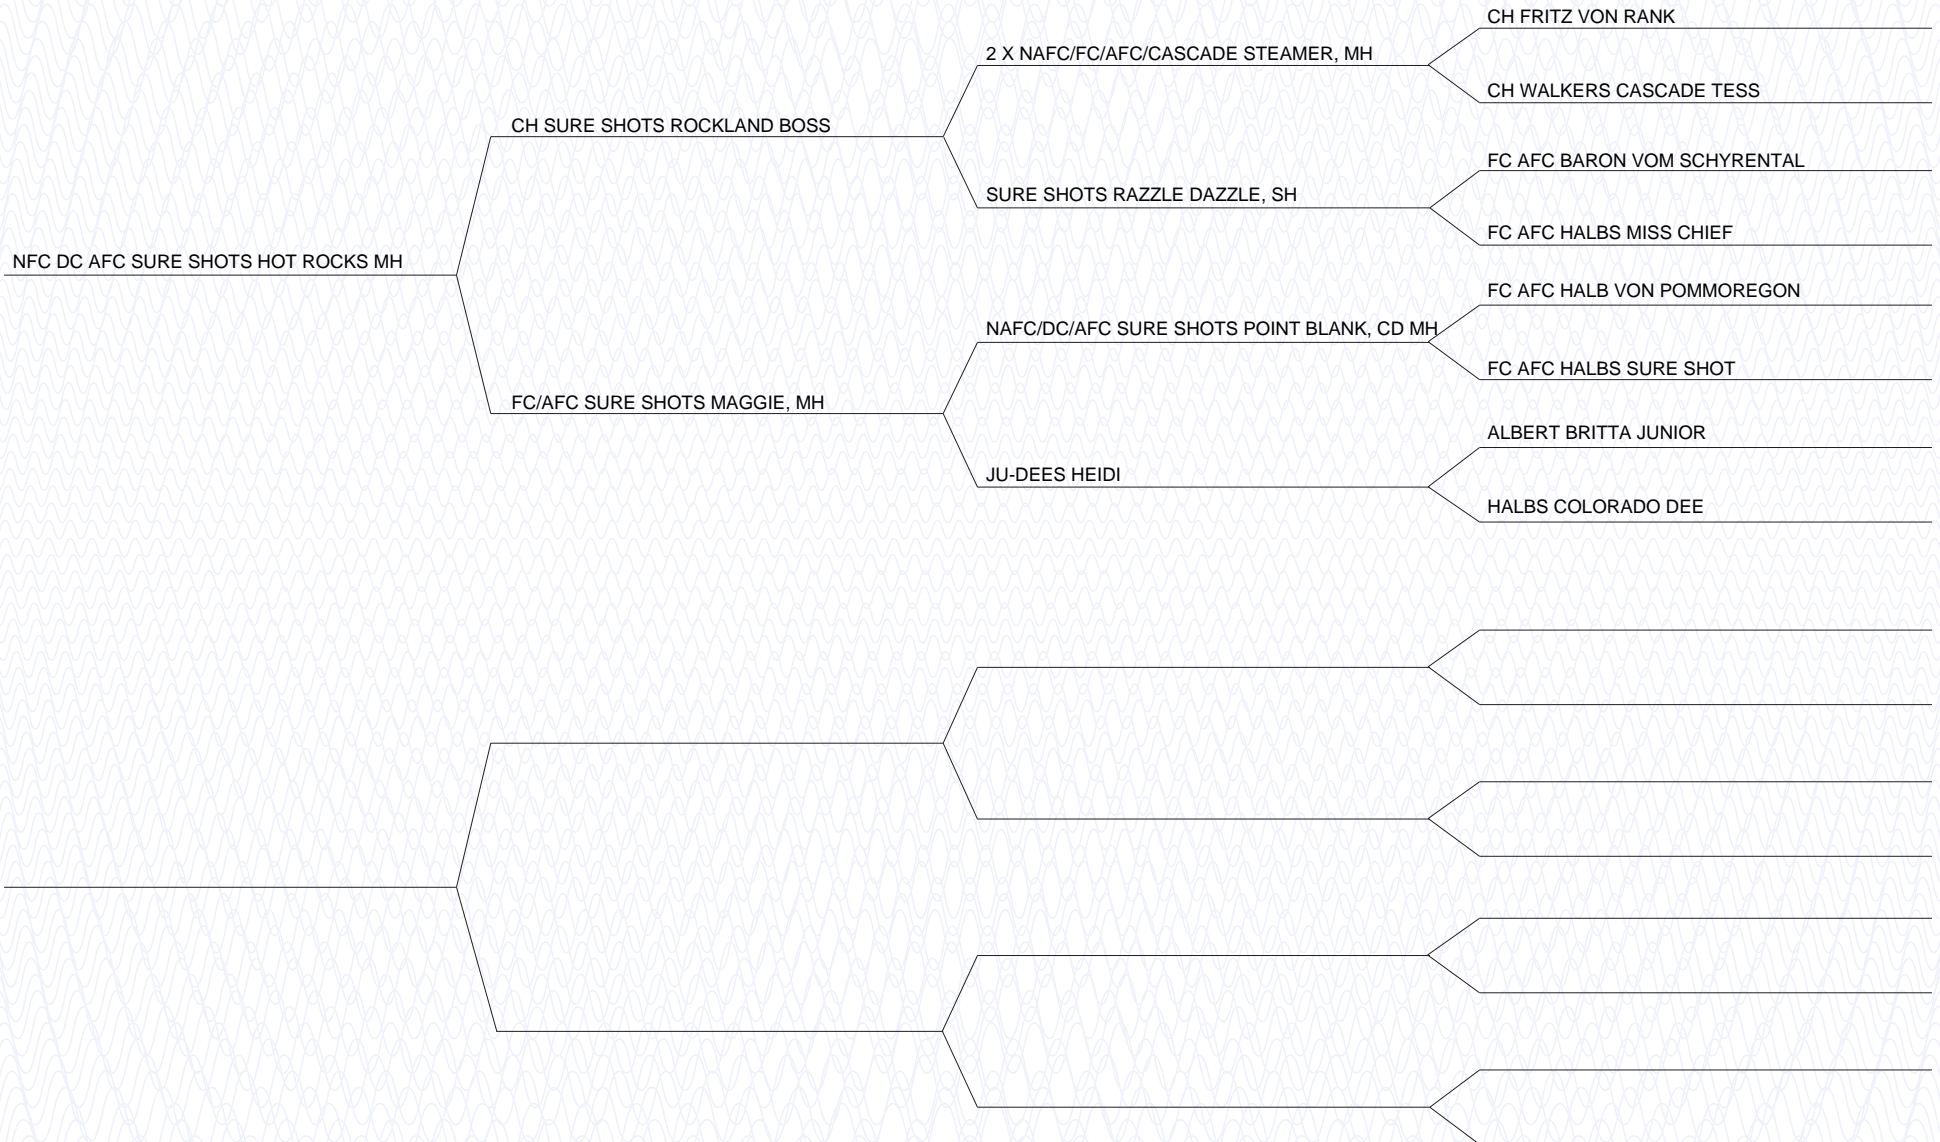 CH FRITZ VON RANK
2 X NAFC/FC/AFC/CASCADE STEAMER, MH
CH WALKERS CASCADE TESS
CH SURE SHOTS ROCKLAND BOSS
FC AFC BARON VOM SCHYRENTAL
SURE SHOTS RAZZLE DAZZLE, SH
FC AFC HALBS MISS CHIEF
NFC DC AFC SURE SHOTS HOT ROCKS MH
FC AFC HALB VON POMMOREGON
NAFC/DC/AFC SURE SHOTS POINT BLANK, CD MH
FC AFC HALBS SURE SHOT
FC/AFC SURE SHOTS MAGGIE, MH
ALBERT BRITTA JUNIOR
JU-DEES HEIDI
HALBS COLORADO DEE